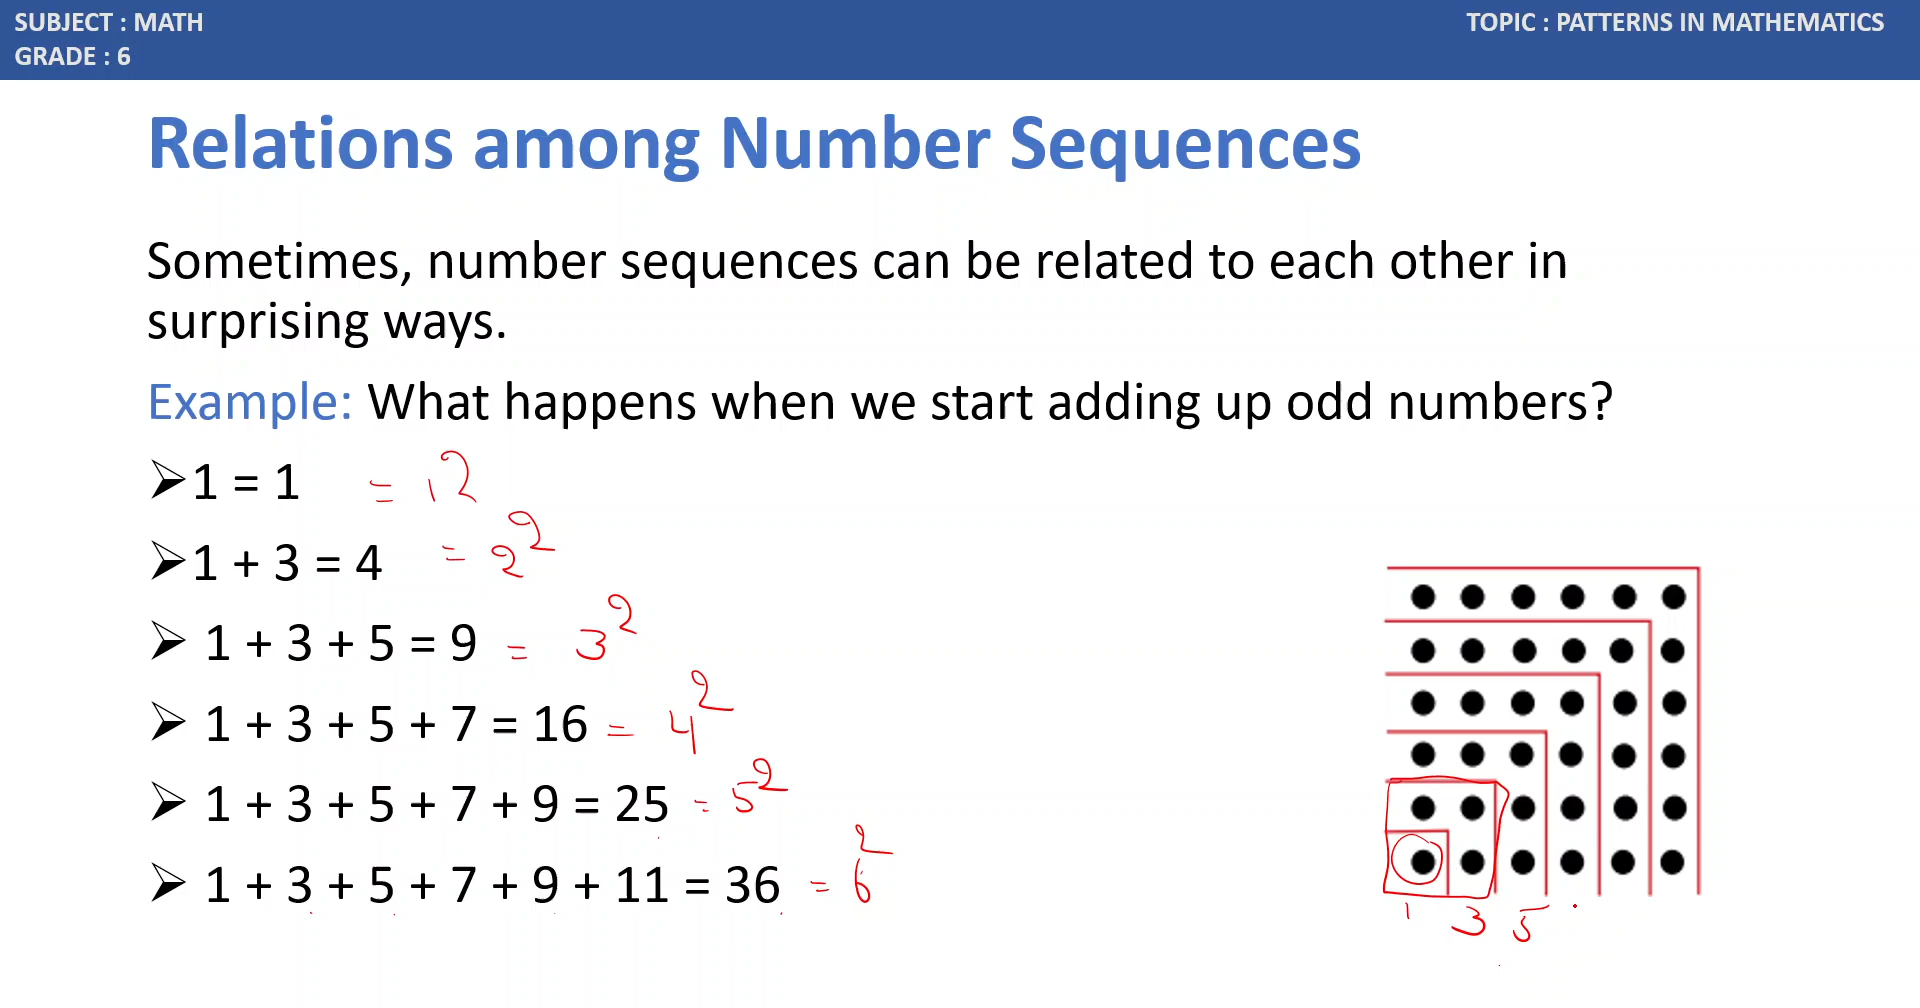 SUBJECT : MATH
TOPIC : PATTERNS IN MATHEMATICS
GRADE : 6
Relations among Number Sequences
Sometimes, number sequences can be related to each other in
surprising ways.
Example: What happens when we start adding up odd numbers?
➢1 = 1 = 1²
➢1 + 3 = 4 = 2²
➢ 1 + 3 + 5 = 9 = 3²
➢ 1 + 3 + 5 + 7 = 16 = 4²
➢ 1 + 3 + 5 + 7 + 9 = 25 = 5²
➢ 1 + 3 + 5 + 7 + 9 + 11 = 36 = 6²
1 3 5